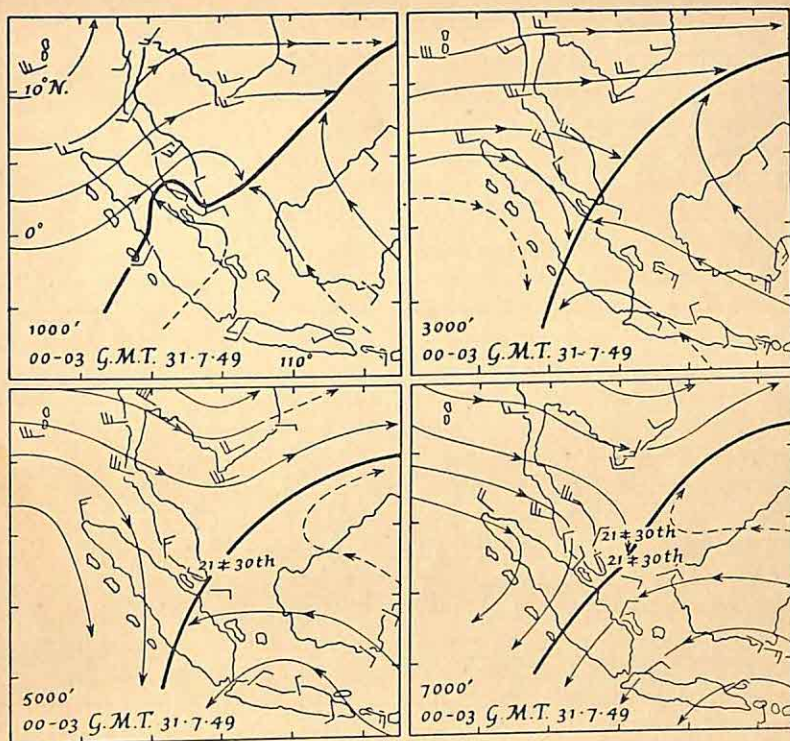 10°N.
0°
1000'
00-03 G.M.T. 31·7·49
110°
3000'
00-03 G.M.T. 31-7·49
21 ≠ 30th
5000'
00-03 G.M.T. 31·7·49
21 ≠ 30th
21 ≠ 30th
7000'
00-03 G.M.T. 31·7·49